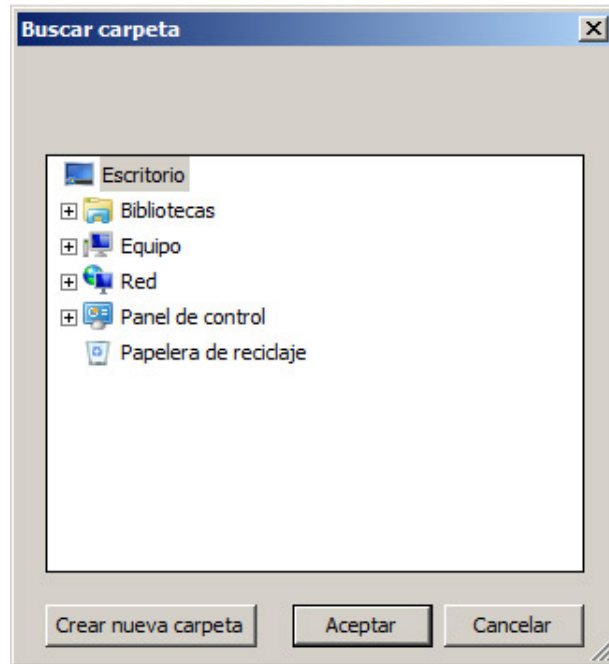 Buscar carpeta
Escritorio
Bibliotecas
Equipo
Red
Panel de control
Papelera de reciclaje
Crear nueva carpeta Aceptar Cancelar